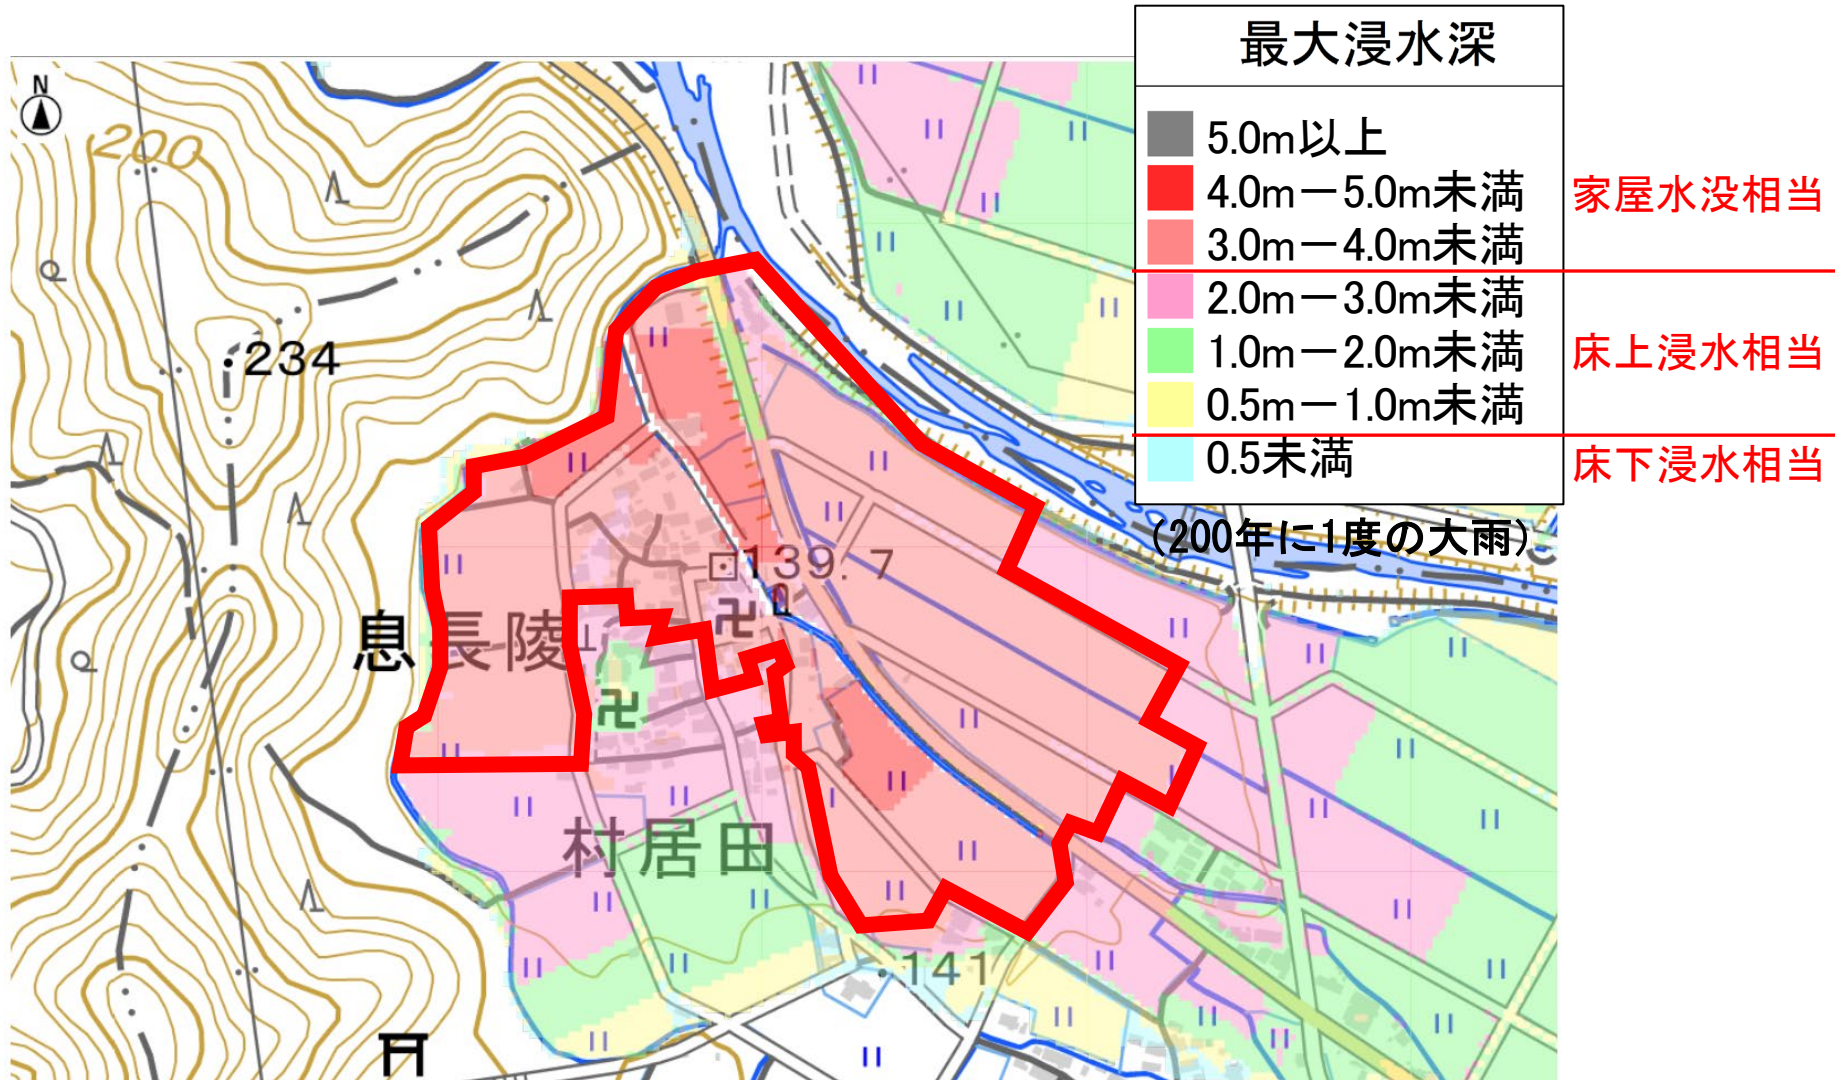 最大浸水深
5.0m以上
4.0m－5.0m未満
家屋水没相当
3.0m－4.0m未満
2.0m－3.0m未満
1.0m－2.0m未満
床上浸水相当
0.5m－1.0m未満
0.5未満
床下浸水相当
(200年に1度の大雨)
N
200
234
139.7
息長陵
村居田
141